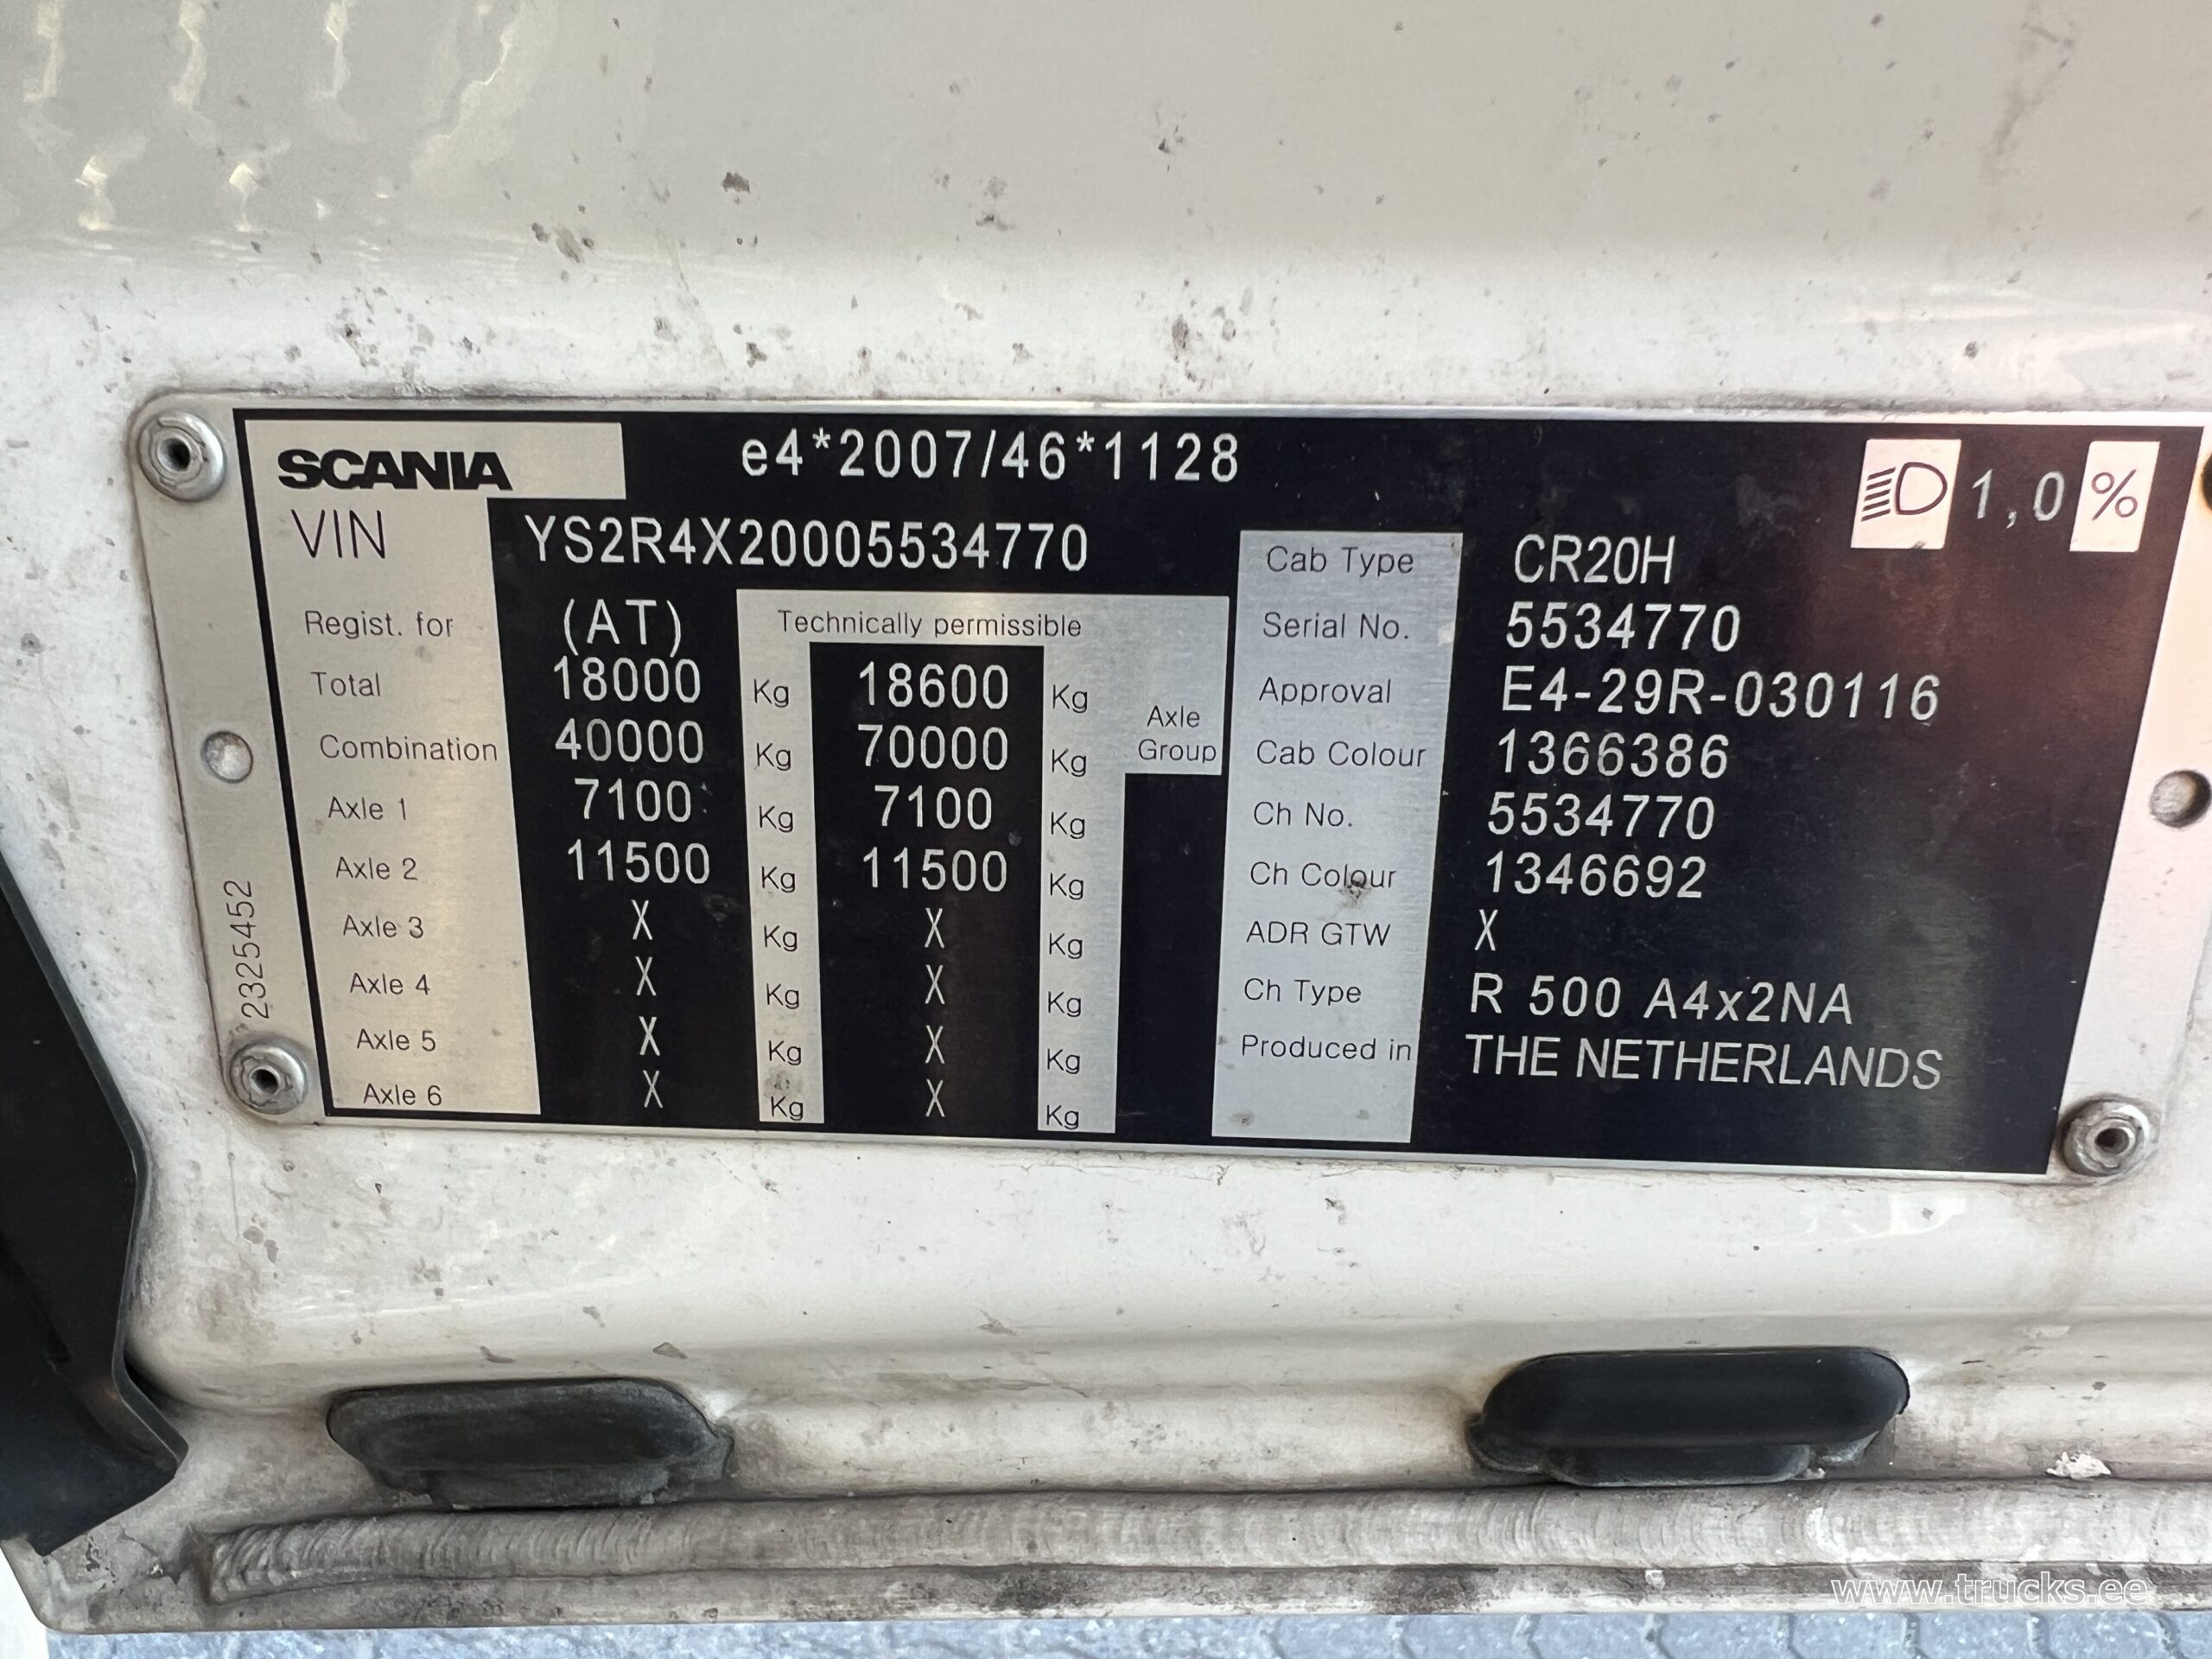 SCANIA e4*2007/46*1128 1,0 %
VIN YS2R4X20005534770
Regist. for (AT) Technically permissible
Total 18000 Kg 18600 Kg
Combination 40000 Kg 70000 Kg
Axle Group
Axle 1 7100 Kg 7100 Kg
Axle 2 11500 Kg 11500 Kg
Axle 3 X Kg X Kg
Axle 4 X Kg X Kg
Axle 5 X Kg X Kg
Axle 6 X Kg X Kg
Cab Type CR20H
Serial No. 5534770
Approval E4-29R-030116
Cab Colour 1366386
Ch No. 5534770
Ch Colour 1346692
ADR GTW X
Ch Type R 500 A4x2NA
Produced in THE NETHERLANDS
2325452
www.trucks.ee